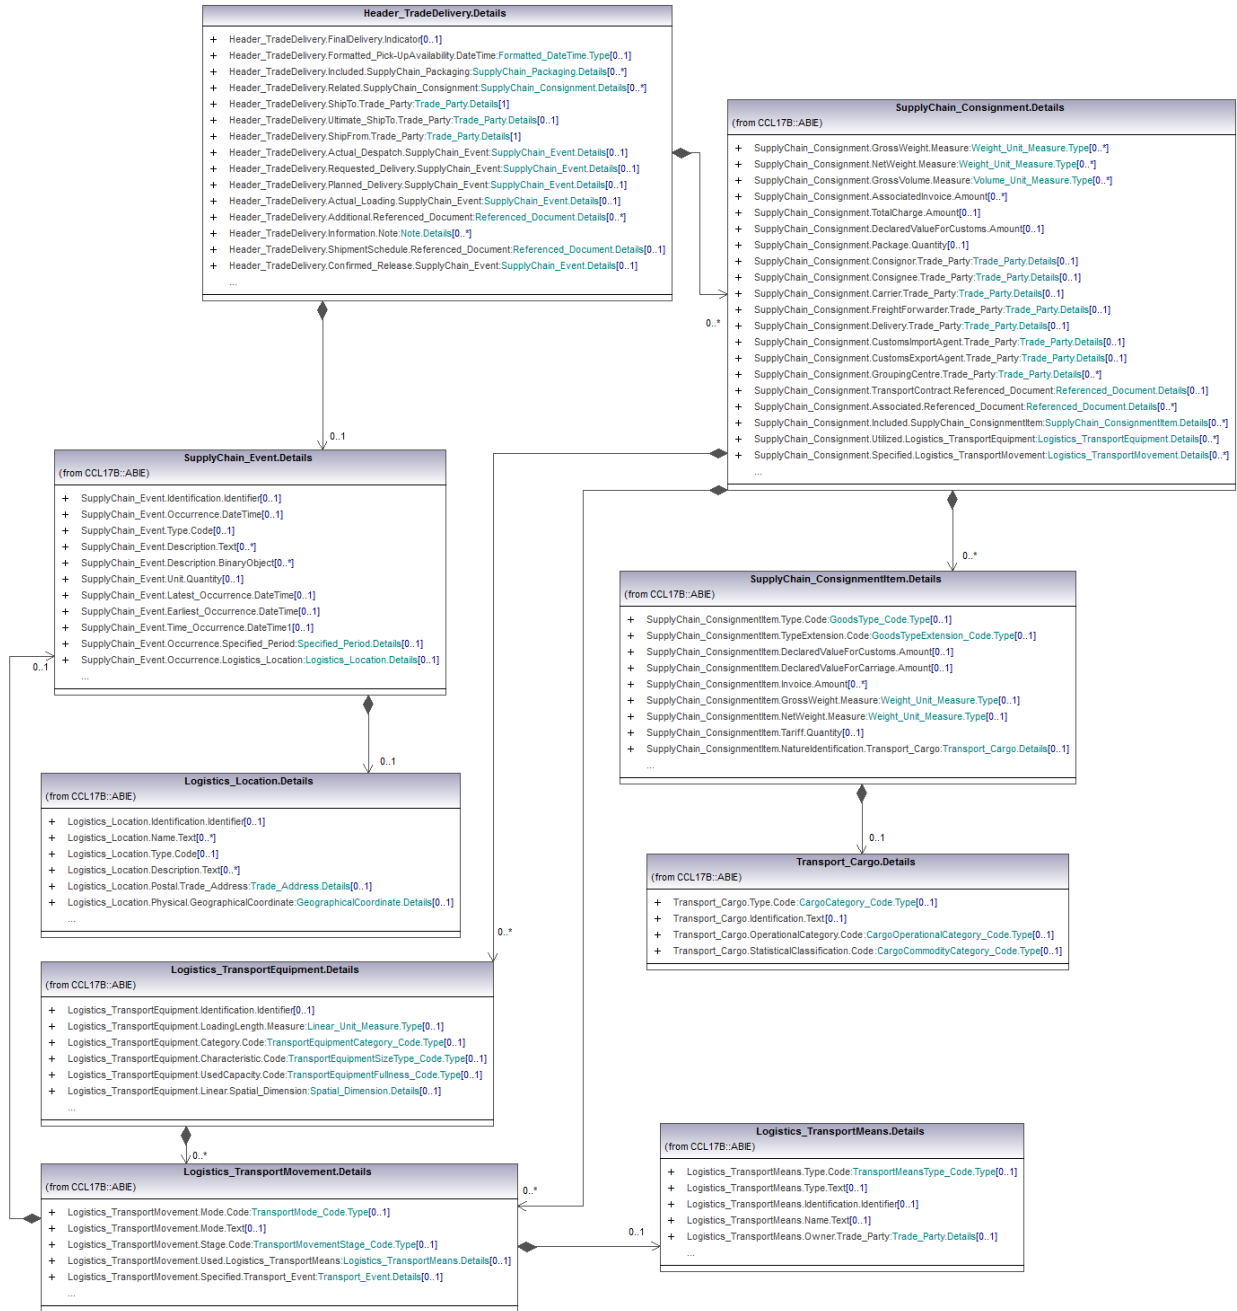 Header_TradeDelivery.Details
+ Header_TradeDelivery.FinalDelivery.Indicator[0..1]
+ Header_TradeDelivery.Formatted_Pick-UpAvailability.DateTime:Formatted_DateTime.Type[0..1]
+ Header_TradeDelivery.Included.SupplyChain_Packaging:SupplyChain_Packaging.Details[0..*]
+ Header_TradeDelivery.Related.SupplyChain_Consignment:SupplyChain_Consignment.Details[0..*]
+ Header_TradeDelivery.ShipTo.Trade_Party:Trade_Party.Details[1]
+ Header_TradeDelivery.Ultimate_ShipTo.Trade_Party:Trade_Party.Details[0..1]
+ Header_TradeDelivery.ShipFrom.Trade_Party:Trade_Party.Details[1]
+ Header_TradeDelivery.Actual_Despatch.SupplyChain_Event:SupplyChain_Event.Details[0..1]
+ Header_TradeDelivery.Requested_Delivery.SupplyChain_Event:SupplyChain_Event.Details[0..1]
+ Header_TradeDelivery.Planned_Delivery.SupplyChain_Event:SupplyChain_Event.Details[0..1]
+ Header_TradeDelivery.Actual_Loading.SupplyChain_Event:SupplyChain_Event.Details[0..1]
+ Header_TradeDelivery.Additional.Referenced_Document:Referenced_Document.Details[0..*]
+ Header_TradeDelivery.Information.Note:Note.Details[0..*]
+ Header_TradeDelivery.ShipmentSchedule.Referenced_Document:Referenced_Document.Details[0..1]
+ Header_TradeDelivery.Confirmed_Release.SupplyChain_Event:SupplyChain_Event.Details[0..1]
...
SupplyChain_Consignment.Details
(from CCL17B::ABIE)
+ SupplyChain_Consignment.GrossWeight.Measure:Weight_Unit_Measure.Type[0..*]
+ SupplyChain_Consignment.NetWeight.Measure:Weight_Unit_Measure.Type[0..*]
+ SupplyChain_Consignment.GrossVolume.Measure:Volume_Unit_Measure.Type[0..*]
+ SupplyChain_Consignment.AssociatedInvoice.Amount[0..*]
+ SupplyChain_Consignment.TotalCharge.Amount[0..1]
+ SupplyChain_Consignment.DeclaredValueForCustoms.Amount[0..1]
+ SupplyChain_Consignment.Package.Quantity[0..1]
+ SupplyChain_Consignment.Consignor.Trade_Party:Trade_Party.Details[0..1]
+ SupplyChain_Consignment.Consignee.Trade_Party:Trade_Party.Details[0..1]
+ SupplyChain_Consignment.Carrier.Trade_Party:Trade_Party.Details[0..1]
+ SupplyChain_Consignment.FreightForwarder.Trade_Party:Trade_Party.Details[0..1]
+ SupplyChain_Consignment.Delivery.Trade_Party:Trade_Party.Details[0..1]
+ SupplyChain_Consignment.CustomsImportAgent.Trade_Party:Trade_Party.Details[0..1]
+ SupplyChain_Consignment.CustomsExportAgent.Trade_Party:Trade_Party.Details[0..1]
+ SupplyChain_Consignment.GroupingCentre.Trade_Party:Trade_Party.Details[0..*]
+ SupplyChain_Consignment.TransportContract.Referenced_Document:Referenced_Document.Details[0..1]
+ SupplyChain_Consignment.Associated.Referenced_Document:Referenced_Document.Details[0..*]
+ SupplyChain_Consignment.Included.SupplyChain_ConsignmentItem:SupplyChain_ConsignmentItem.Details[0..*]
+ SupplyChain_Consignment.Utilized.Logistics_TransportEquipment:Logistics_TransportEquipment.Details[0..*]
+ SupplyChain_Consignment.Specified.Logistics_TransportMovement:Logistics_TransportMovement.Details[0..*]
...
0..*
0..1
SupplyChain_Event.Details
(from CCL17B::ABIE)
+ SupplyChain_Event.Identification.Identifier[0..1]
+ SupplyChain_Event.Occurrence.DateTime[0..1]
+ SupplyChain_Event.Type.Code[0..1]
+ SupplyChain_Event.Description.Text[0..*]
+ SupplyChain_Event.Description.BinaryObject[0..*]
+ SupplyChain_Event.Unit.Quantity[0..1]
+ SupplyChain_Event.Latest_Occurrence.DateTime[0..1]
+ SupplyChain_Event.Earliest_Occurrence.DateTime[0..1]
+ SupplyChain_Event.Time_Occurrence.DateTime1[0..1]
+ SupplyChain_Event.Occurrence.Specified_Period:Specified_Period.Details[0..1]
+ SupplyChain_Event.Occurrence.Logistics_Location:Logistics_Location.Details[0..1]
...
0..1
0..*
SupplyChain_ConsignmentItem.Details
(from CCL17B::ABIE)
+ SupplyChain_ConsignmentItem.Type.Code:GoodsType_Code.Type[0..1]
+ SupplyChain_ConsignmentItem.TypeExtension.Code:GoodsTypeExtension_Code.Type[0..1]
+ SupplyChain_ConsignmentItem.DeclaredValueForCustoms.Amount[0..1]
+ SupplyChain_ConsignmentItem.DeclaredValueForCarriage.Amount[0..1]
+ SupplyChain_ConsignmentItem.Invoice.Amount[0..*]
+ SupplyChain_ConsignmentItem.GrossWeight.Measure:Weight_Unit_Measure.Type[0..1]
+ SupplyChain_ConsignmentItem.NetWeight.Measure:Weight_Unit_Measure.Type[0..1]
+ SupplyChain_ConsignmentItem.Tariff.Quantity[0..1]
+ SupplyChain_ConsignmentItem.NatureIdentification.Transport_Cargo:Transport_Cargo.Details[0..1]
...
0..1
Logistics_Location.Details
(from CCL17B::ABIE)
+ Logistics_Location.Identification.Identifier[0..1]
+ Logistics_Location.Name.Text[0..*]
+ Logistics_Location.Type.Code[0..1]
+ Logistics_Location.Description.Text[0..*]
+ Logistics_Location.Postal.Trade_Address:Trade_Address.Details[0..1]
+ Logistics_Location.Physical.GeographicalCoordinate:GeographicalCoordinate.Details[0..1]
...
0..1
Transport_Cargo.Details
(from CCL17B::ABIE)
+ Transport_Cargo.Type.Code:CargoCategory_Code.Type[0..1]
+ Transport_Cargo.Identification.Text[0..1]
+ Transport_Cargo.OperationalCategory.Code:CargoOperationalCategory_Code.Type[0..1]
+ Transport_Cargo.StatisticalClassification.Code:CargoCommodityCategory_Code.Type[0..1]
0..*
Logistics_TransportEquipment.Details
(from CCL17B::ABIE)
+ Logistics_TransportEquipment.Identification.Identifier[0..1]
+ Logistics_TransportEquipment.LoadingLength.Measure:Linear_Unit_Measure.Type[0..1]
+ Logistics_TransportEquipment.Category.Code:TransportEquipmentCategory_Code.Type[0..1]
+ Logistics_TransportEquipment.Characteristic.Code:TransportEquipmentSizeType_Code.Type[0..1]
+ Logistics_TransportEquipment.UsedCapacity.Code:TransportEquipmentFullness_Code.Type[0..1]
+ Logistics_TransportEquipment.Linear.Spatial_Dimension:Spatial_Dimension.Details[0..1]
...
0..*
Logistics_TransportMovement.Details
(from CCL17B::ABIE)
+ Logistics_TransportMovement.Mode.Code:TransportMode_Code.Type[0..1]
+ Logistics_TransportMovement.Mode.Text[0..1]
+ Logistics_TransportMovement.Stage.Code:TransportMovementStage_Code.Type[0..1]
+ Logistics_TransportMovement.Used.Logistics_TransportMeans:Logistics_TransportMeans.Details[0..1]
+ Logistics_TransportMovement.Specified.Transport_Event:Transport_Event.Details[0..1]
...
0..*
0..1
Logistics_TransportMeans.Details
(from CCL17B::ABIE)
+ Logistics_TransportMeans.Type.Code:TransportMeansType_Code.Type[0..1]
+ Logistics_TransportMeans.Type.Text[0..1]
+ Logistics_TransportMeans.Identification.Identifier[0..1]
+ Logistics_TransportMeans.Name.Text[0..1]
+ Logistics_TransportMeans.Owner.Trade_Party:Trade_Party.Details[0..1]
...